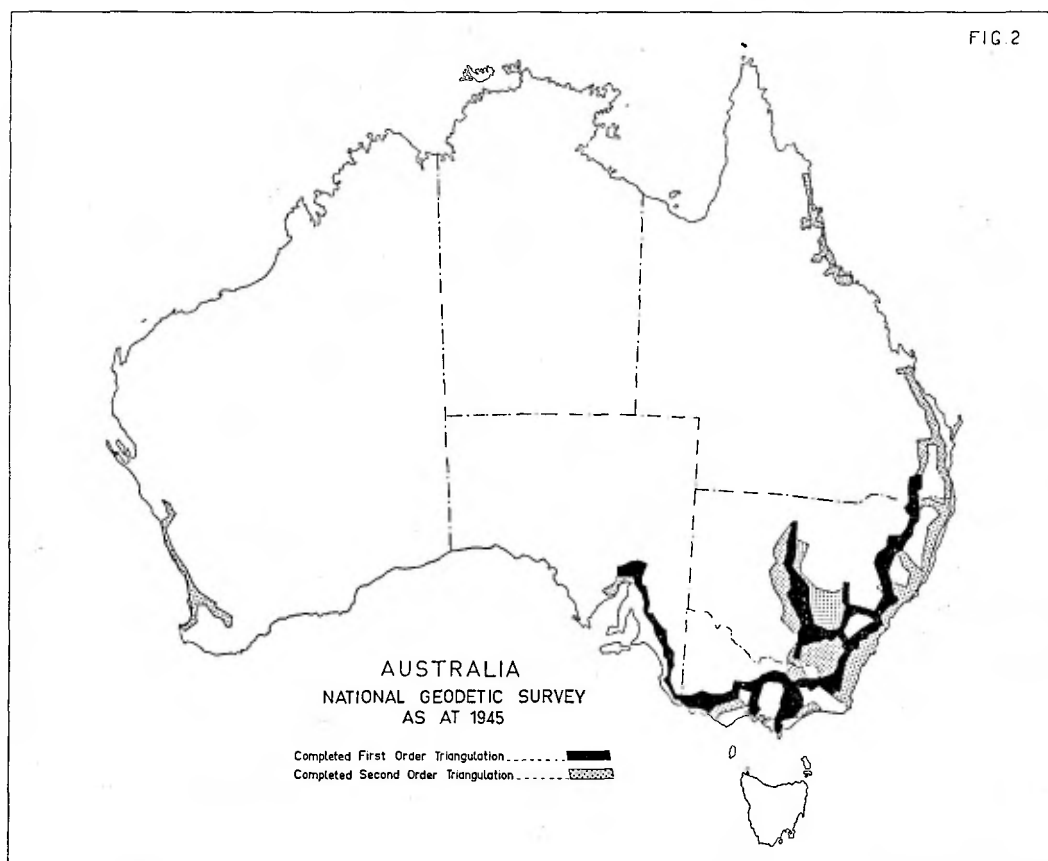 FIG.2
AUSTRALIA
NATIONAL GEODETIC SURVEY
AS AT 1945
Completed First Order Triangulation
Completed Second Order Triangulation